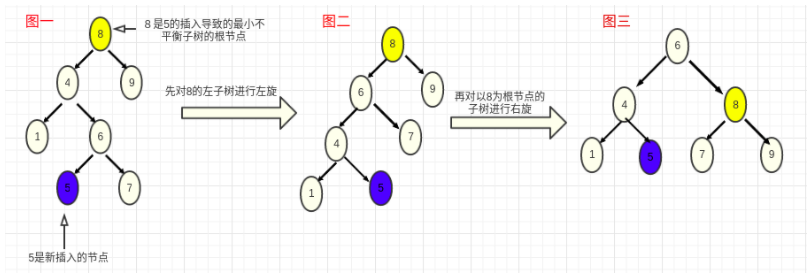 图一
8 是5的插入导致的最小不
平衡子树的根节点
8
4
9
1
6
5
7
5是新插入的节点
先对8的左子树进行左旋
图二
8
6
9
4
7
1
5
再对以8为根节点的
子树进行右旋
图三
6
4
8
1
5
7
9